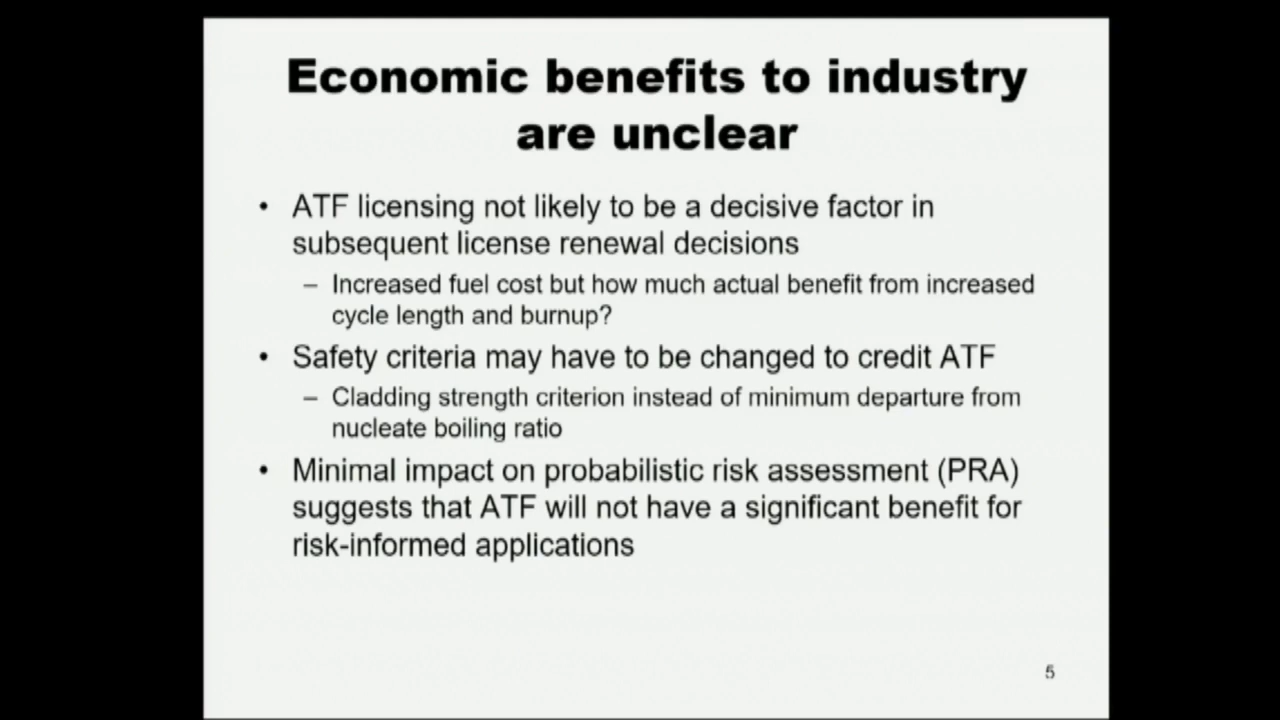 Economic benefits to industry
are unclear
• ATF licensing not likely to be a decisive factor in
subsequent license renewal decisions
– Increased fuel cost but how much actual benefit from increased
cycle length and burnup?
• Safety criteria may have to be changed to credit ATF
– Cladding strength criterion instead of minimum departure from
nucleate boiling ratio
• Minimal impact on probabilistic risk assessment (PRA)
suggests that ATF will not have a significant benefit for
risk-informed applications
5